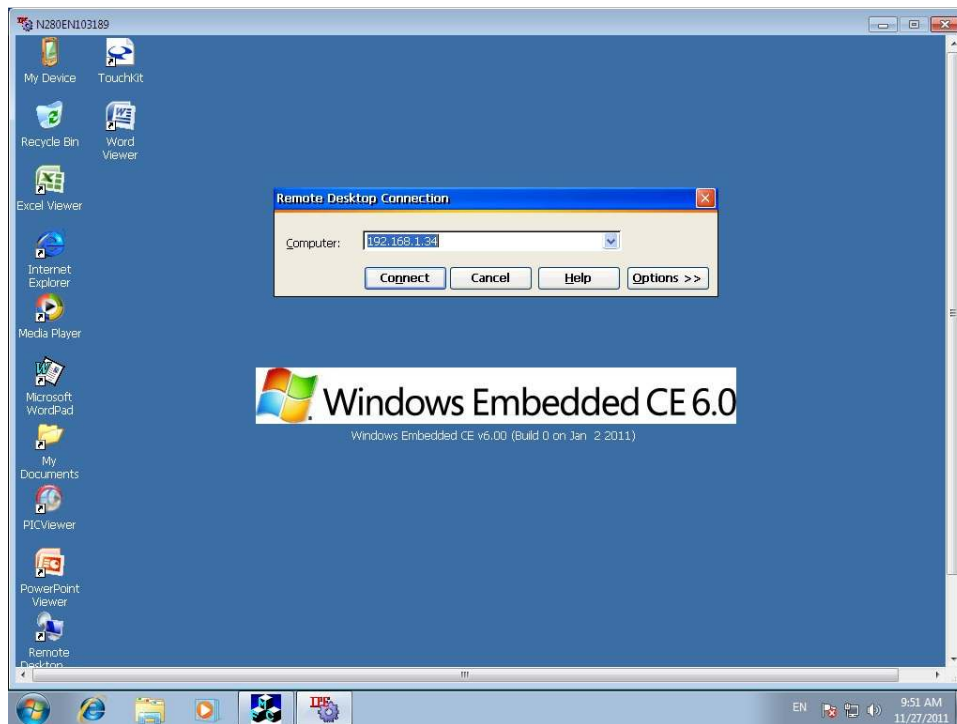 N280EN103189
My Device
TouchKit
Recycle Bin
Word
Viewer
Excel Viewer
Internet
Explorer
Media Player
Microsoft
WordPad
My
Documents
PICViewer
PowerPoint
Viewer
Remote
Desktop
Remote Desktop Connection
Computer:
192.168.1.34
Connect
Cancel
Help
Options >>
Windows Embedded CE 6.0
Windows Embedded CE v6.00 (Build 0 on Jan 2 2011)
EN
9:51 AM
11/27/2011